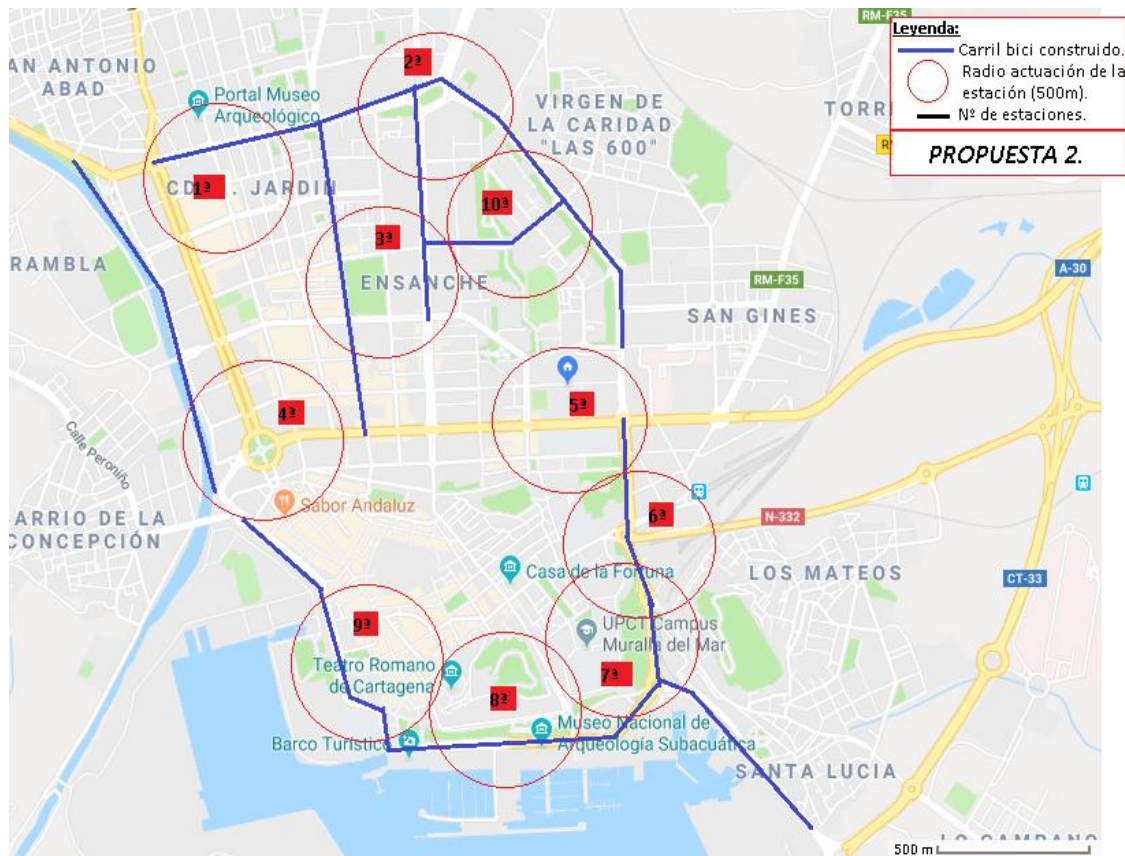 RM-F35
Leyenda:
Carril bici construido.
Radio actuación de la
estación (500m).
Nº de estaciones.
PROPUESTA 2.
AN ANTONIO
ABAD
2ª
Portal Museo
Arqueológico
VIRGEN DE
LA CARIDAD
"LAS 600"
TORR
R
1ª
CD
. JARDIN
10ª
3ª
RAMBLA
ENSANCHE
A-30
RM-F35
SAN GINES
4ª
5ª
Calle Peroniño
Sabor Andaluz
6ª
N-332
ARRIO DE LA
CONCEPCIÓN
Casa de la Fortuna
LOS MATEOS
CT-33
9ª
UPCT Campus
Muralla del Mar
Teatro Romano
de Cartagena
7ª
8ª
Barco Turístico
Museo Nacional de
Arqueología Subacuática
SANTA LUCIA
500 m